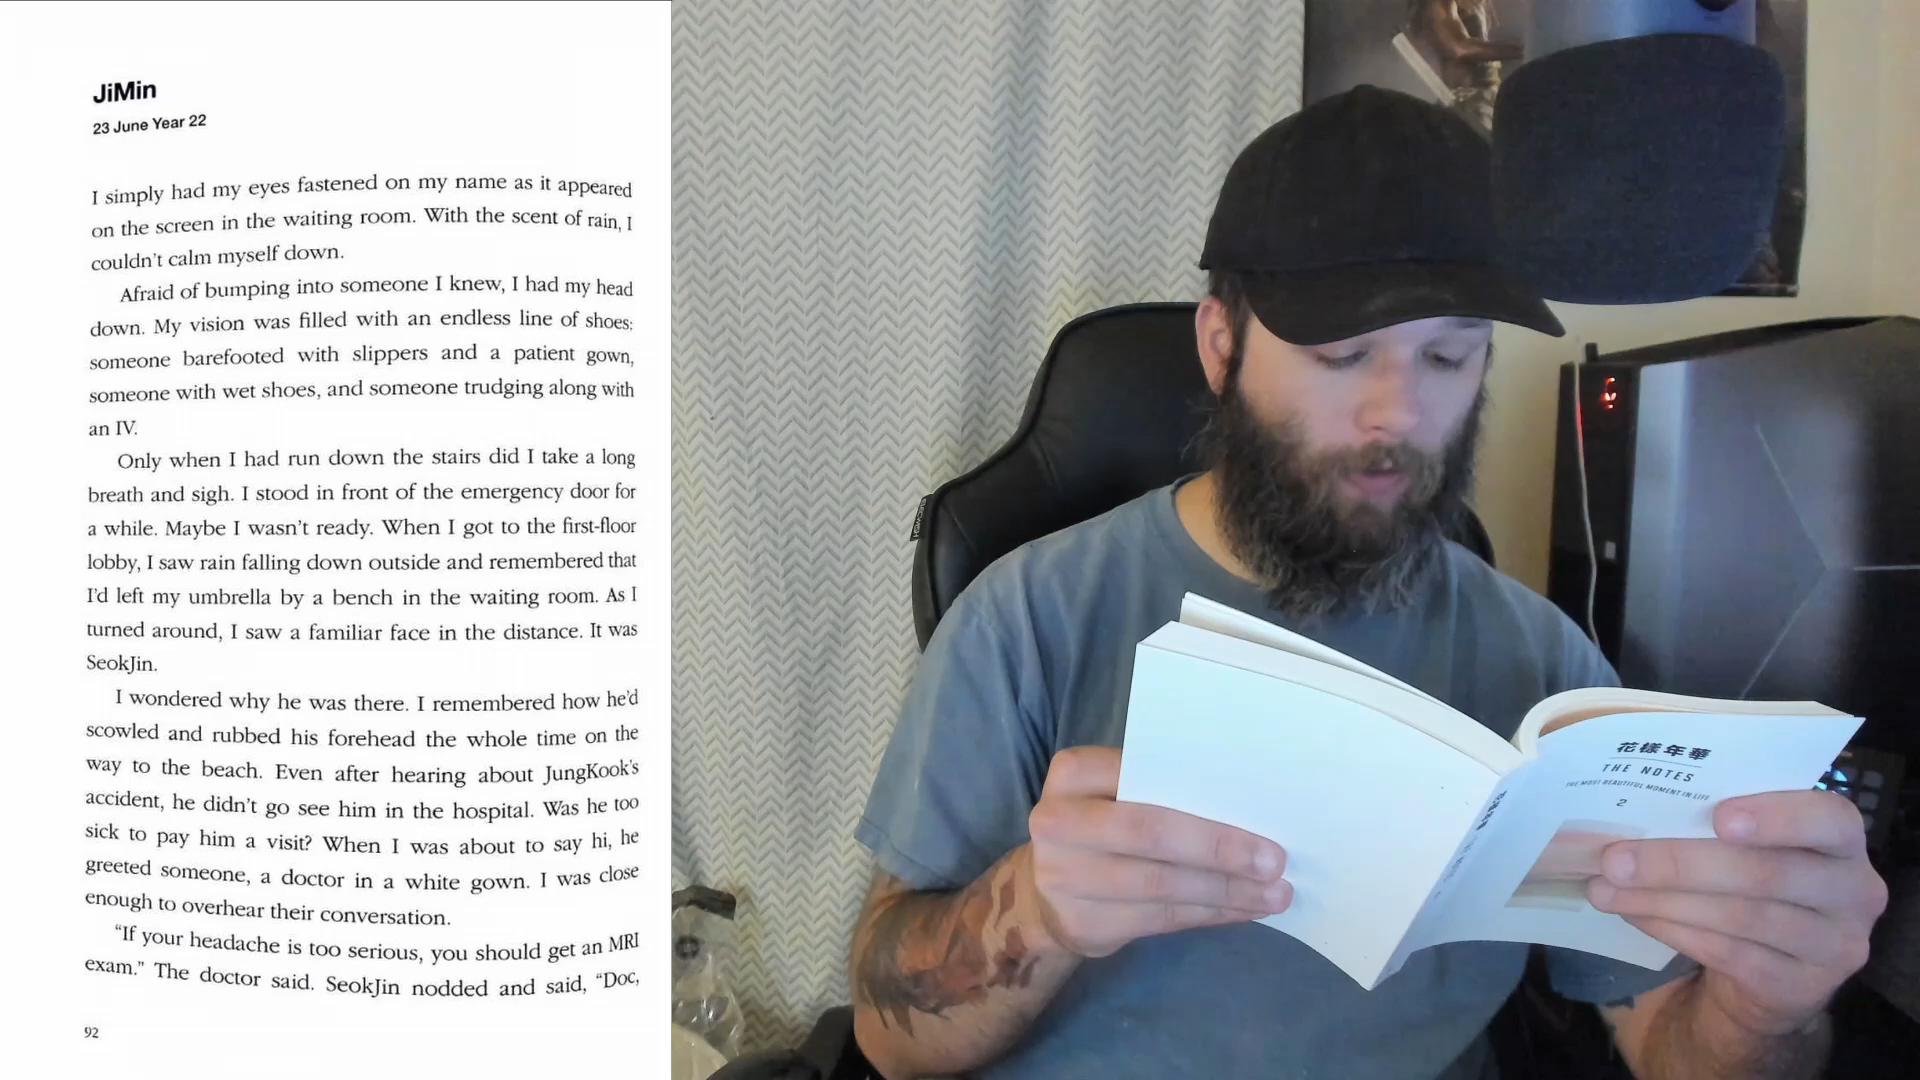 JiMin
23 June Year 22
I simply had my eyes fastened on my name as it appeared
on the screen in the waiting room. With the scent of rain, I
couldn't calm myself down.
Afraid of bumping into someone I knew, I had my head
down. My vision was filled with an endless line of shoes:
someone barefooted with slippers and a patient gown,
someone with wet shoes, and someone trudging along with
an IV.
Only when I had run down the stairs did I take a long
breath and sigh. I stood in front of the emergency door for
a while. Maybe I wasn't ready. When I got to the first-floor
lobby, I saw rain falling down outside and remembered that
I'd left my umbrella by a bench in the waiting room. As I
turned around, I saw a familiar face in the distance. It was
SeokJin.
I wondered why he was there. I remembered how he'd
scowled and rubbed his forehead the whole time on the
way to the beach. Even after hearing about JungKook's
accident, he didn't go see him in the hospital. Was he too
sick to pay him a visit? When I was about to say hi, he
greeted someone, a doctor in a white gown. I was close
enough to overhear their conversation.
"If your headache is too serious, you should get an MRI
exam." The doctor said. SeokJin nodded and said, "Doc,
92
花樣年華
THE NOTES
THE MOST BEAUTIFUL MOMENT IN LIFE
2